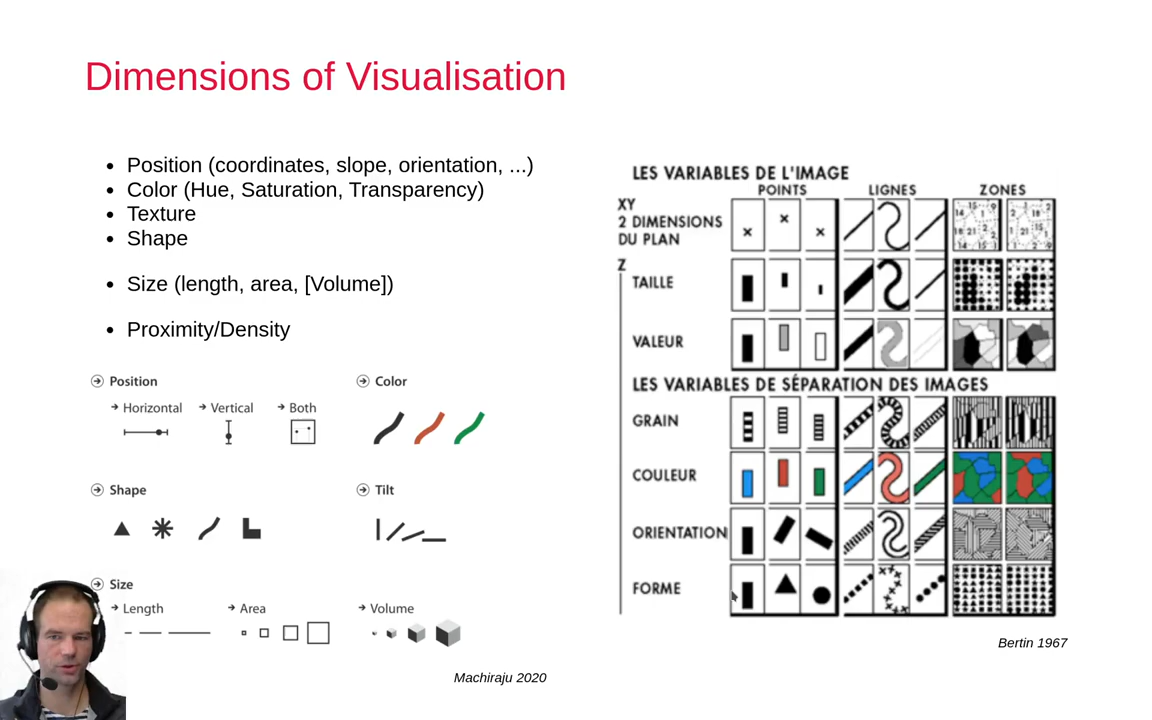 Dimensions of Visualisation
Position (coordinates, slope, orientation, ...)
Color (Hue, Saturation, Transparency)
Texture
Shape
Size (length, area, [Volume])
Proximity/Density
Position
Horizontal
Vertical
Both
Color
Shape
Tilt
Size
Length
Area
Volume
Machiraju 2020
LES VARIABLES DE L'IMAGE
POINTS
LIGNES
ZONES
XY
2 DIMENSIONS
DU PLAN
Z
TAILLE
VALEUR
LES VARIABLES DE SÉPARATION DES IMAGES
GRAIN
COULEUR
ORIENTATION
FORME
Bertin 1967